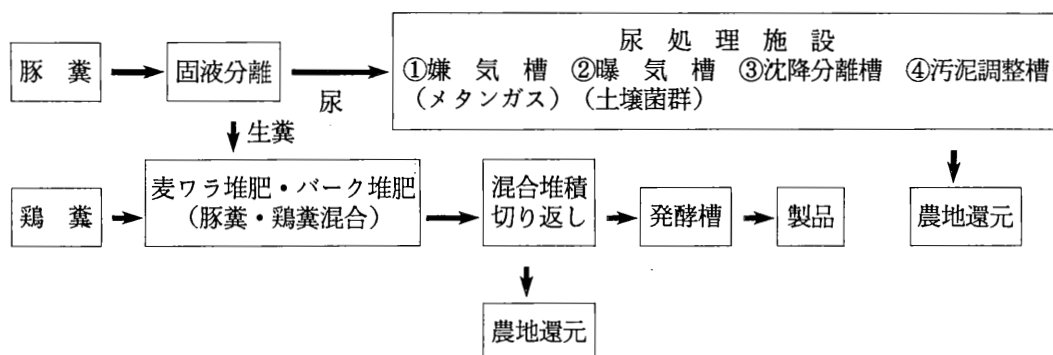 豚糞
固液分離
尿
尿処理施設
①嫌気槽 ②曝気槽 ③沈降分離槽 ④汚泥調整槽
（メタンガス）（土壌菌群）
生糞
鶏糞
麦ワラ堆肥・バーク堆肥
（豚糞・鶏糞混合）
混合堆積
切り返し
発酵槽
製品
農地還元
農地還元